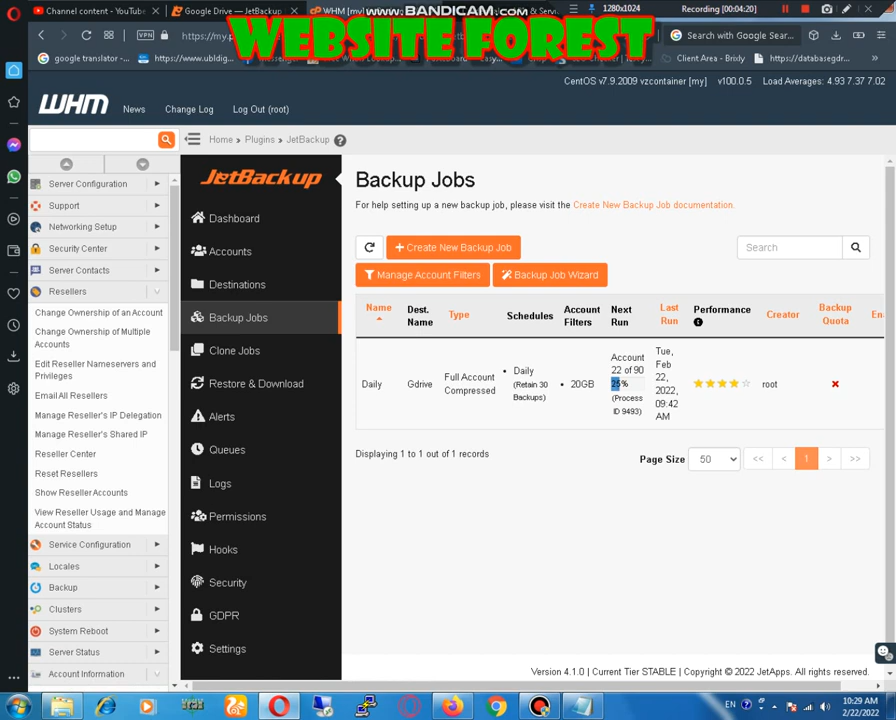 www.BANDICAM.com
1280x1024
Recording [00:04:20]
Content creator - YouTube
Google Drive — JetBackup
WHM [my]
& Servi
WEBSITE FOREST
VPN
https://my.
Search with Google Sear...
google translator -
https://www.ubldig...
Client Area - Brixly
https://databasegdr...
CentOS v7.9.2009 vzcontainer [my] v100.0.5 Load Averages: 4.93 7.37 7.02
WHM
News
Change Log
Log Out (root)
Home
Plugins
JetBackup
Server Configuration
Support
Networking Setup
Security Center
Server Contacts
Resellers
Change Ownership of an Account
Change Ownership of Multiple
Accounts
Edit Reseller Nameservers and
Privileges
Email All Resellers
Manage Reseller's IP Delegation
Manage Reseller's Shared IP
Reseller Center
Reset Resellers
Show Reseller Accounts
View Reseller Usage and Manage
Account Status
Service Configuration
Locales
Backup
Clusters
System Reboot
Server Status
Account Information
JetBackup
Dashboard
Accounts
Destinations
Backup Jobs
Clone Jobs
Restore & Download
Alerts
Queues
Logs
Permissions
Hooks
Security
GDPR
Settings
Backup Jobs
For help setting up a new backup job, please visit the Create New Backup Job documentation.
+ Create New Backup Job
Search
Manage Account Filters
Backup Job Wizard
Name
Dest.
Name
Type
Schedules
Account
Filters
Next
Run
Last
Run
Performance
Creator
Backup
Quota
En
Daily
Gdrive
Full Account
Compressed
Daily
(Retain 30
Backups)
20GB
Account
22 of 90
25%
(Process
ID 9493)
Tue,
Feb
22,
2022,
09:42
AM
root
Displaying 1 to 1 out of 1 records
Page Size
50
<<
<
1
>
>>
Version 4.1.0 | Current Tier STABLE | Copyright © 2022 JetApps. All rights reserved.
EN
10:29 AM
2/22/2022